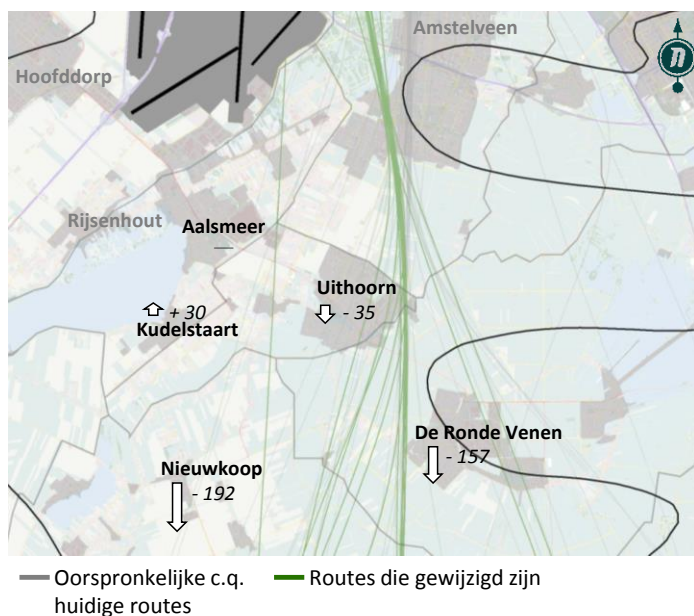 Amstelveen
Hoofddorp
Rijsenhout
Aalsmeer
Uithoorn
- 35
+ 30
Kudelstaart
De Ronde Venen
- 157
Nieuwkoop
- 192
Oorspronkelijke c.q.
huidige routes
Routes die gewijzigd zijn